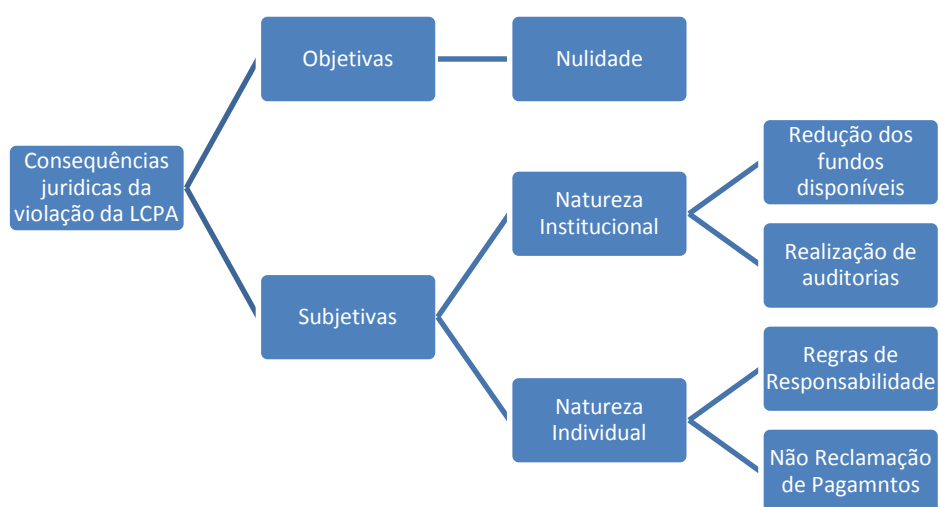 Objetivas
Nulidade
Consequências
juridicas da
violação da LCPA
Redução dos
fundos
disponíveis
Natureza
Institucional
Realização de
auditorias
Subjetivas
Regras de
Responsabilidade
Natureza
Individual
Não Reclamação
de Pagamntos